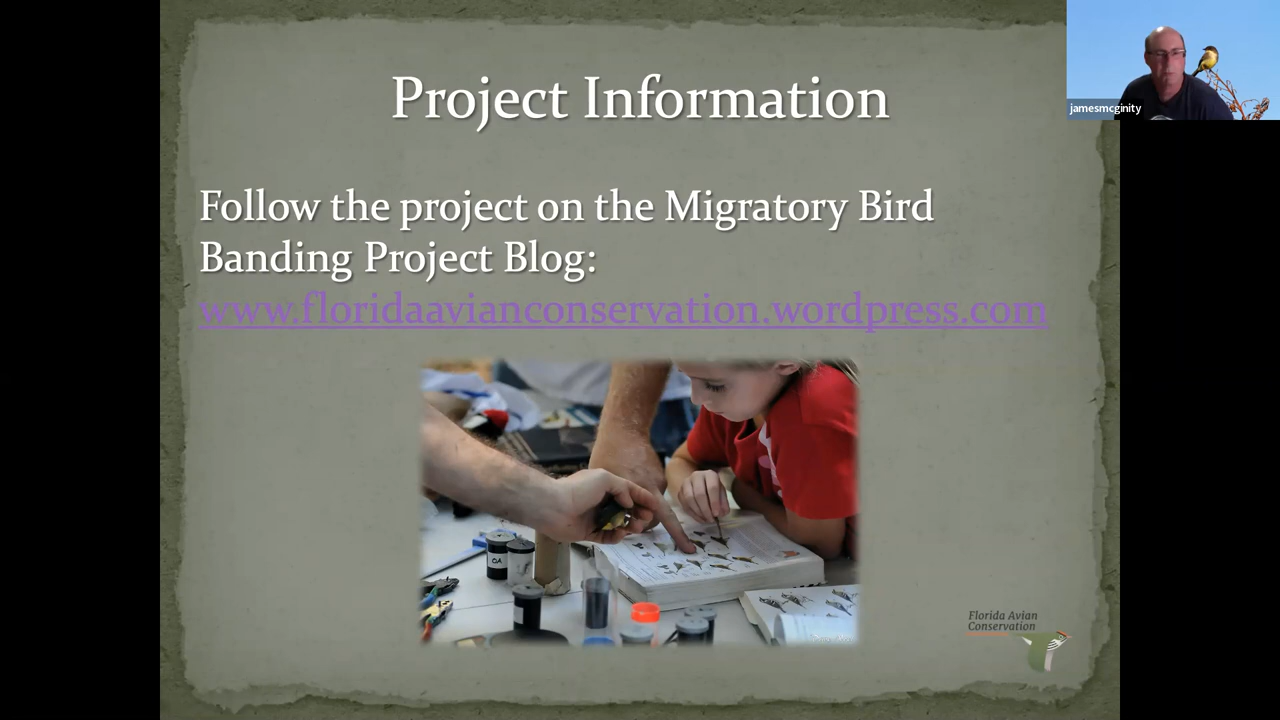 Project Information
jamesmcginity
Follow the project on the Migratory Bird
Banding Project Blog:
www.floridaavianconservation.wordpress.com
OA
Florida Avian
Conservation